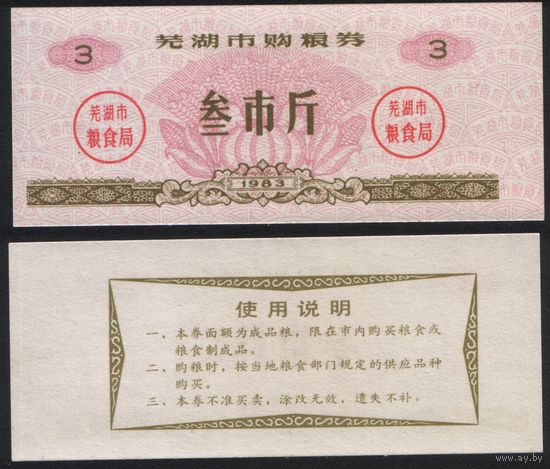 芜湖市购粮券
3
3
叁市斤
芜湖市
粮食局
芜湖市
粮食局
1983
使用说明
一、本券面额为成品粮，限在市内购买粮食或
粮食制成品。
二、购粮时，按当地粮食部门规定的供应品种
购买。
三、本券不准买卖，涂改无效，遗失不补。
www.ay.by